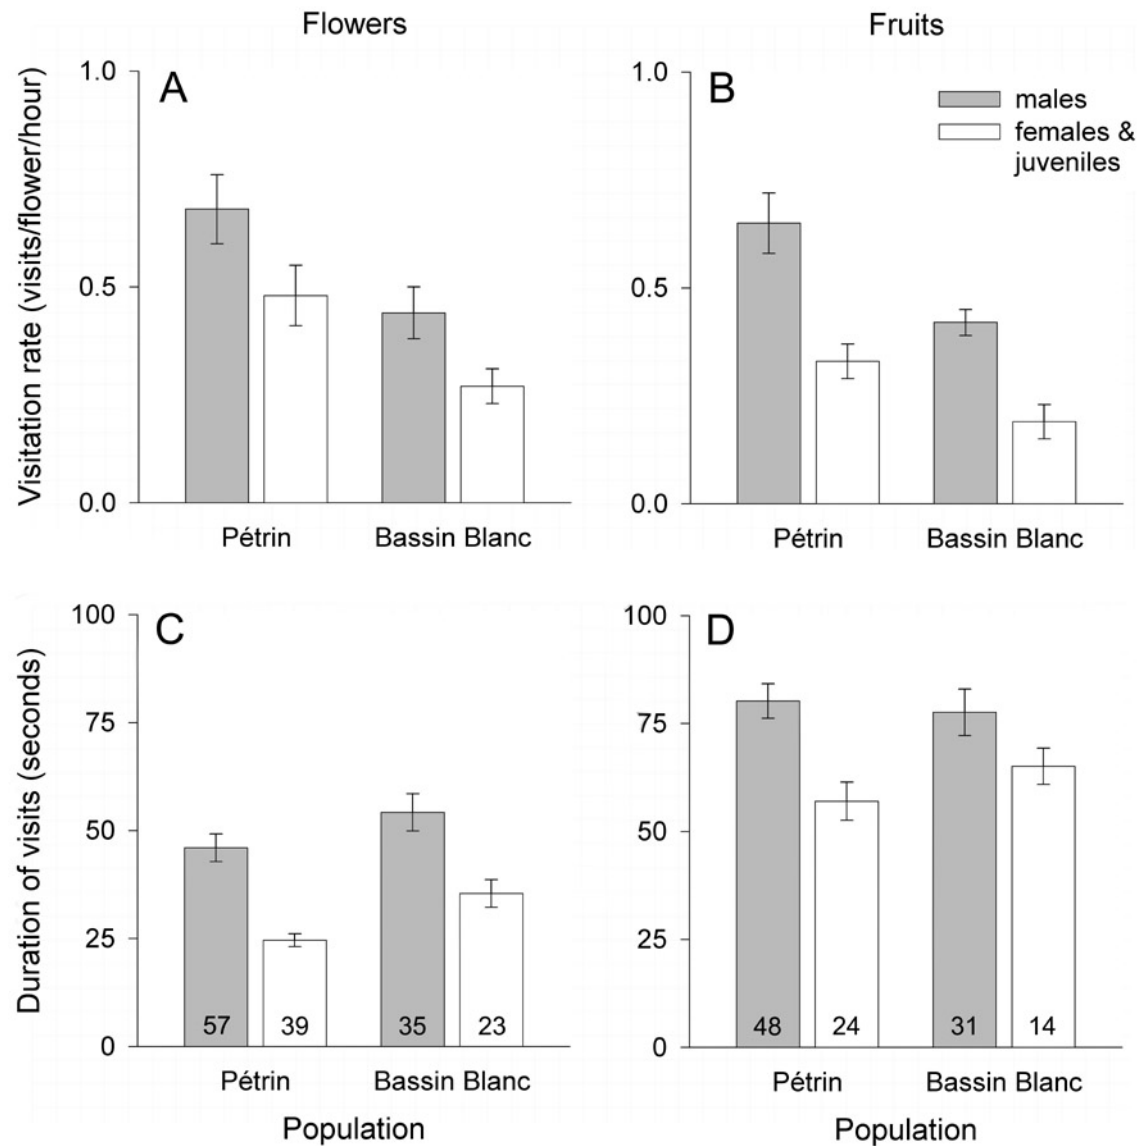 Flowers
Fruits
Visitation rate (visits/flower/hour)
1.0
0.5
0.0
A
Pétrin
Bassin Blanc
1.0
0.5
0.0
B
males
females &
juveniles
Pétrin
Bassin Blanc
Duration of visits (seconds)
100
75
50
25
0
C
57
39
35
23
Pétrin
Bassin Blanc
Population
100
75
50
25
0
D
48
24
31
14
Pétrin
Bassin Blanc
Population